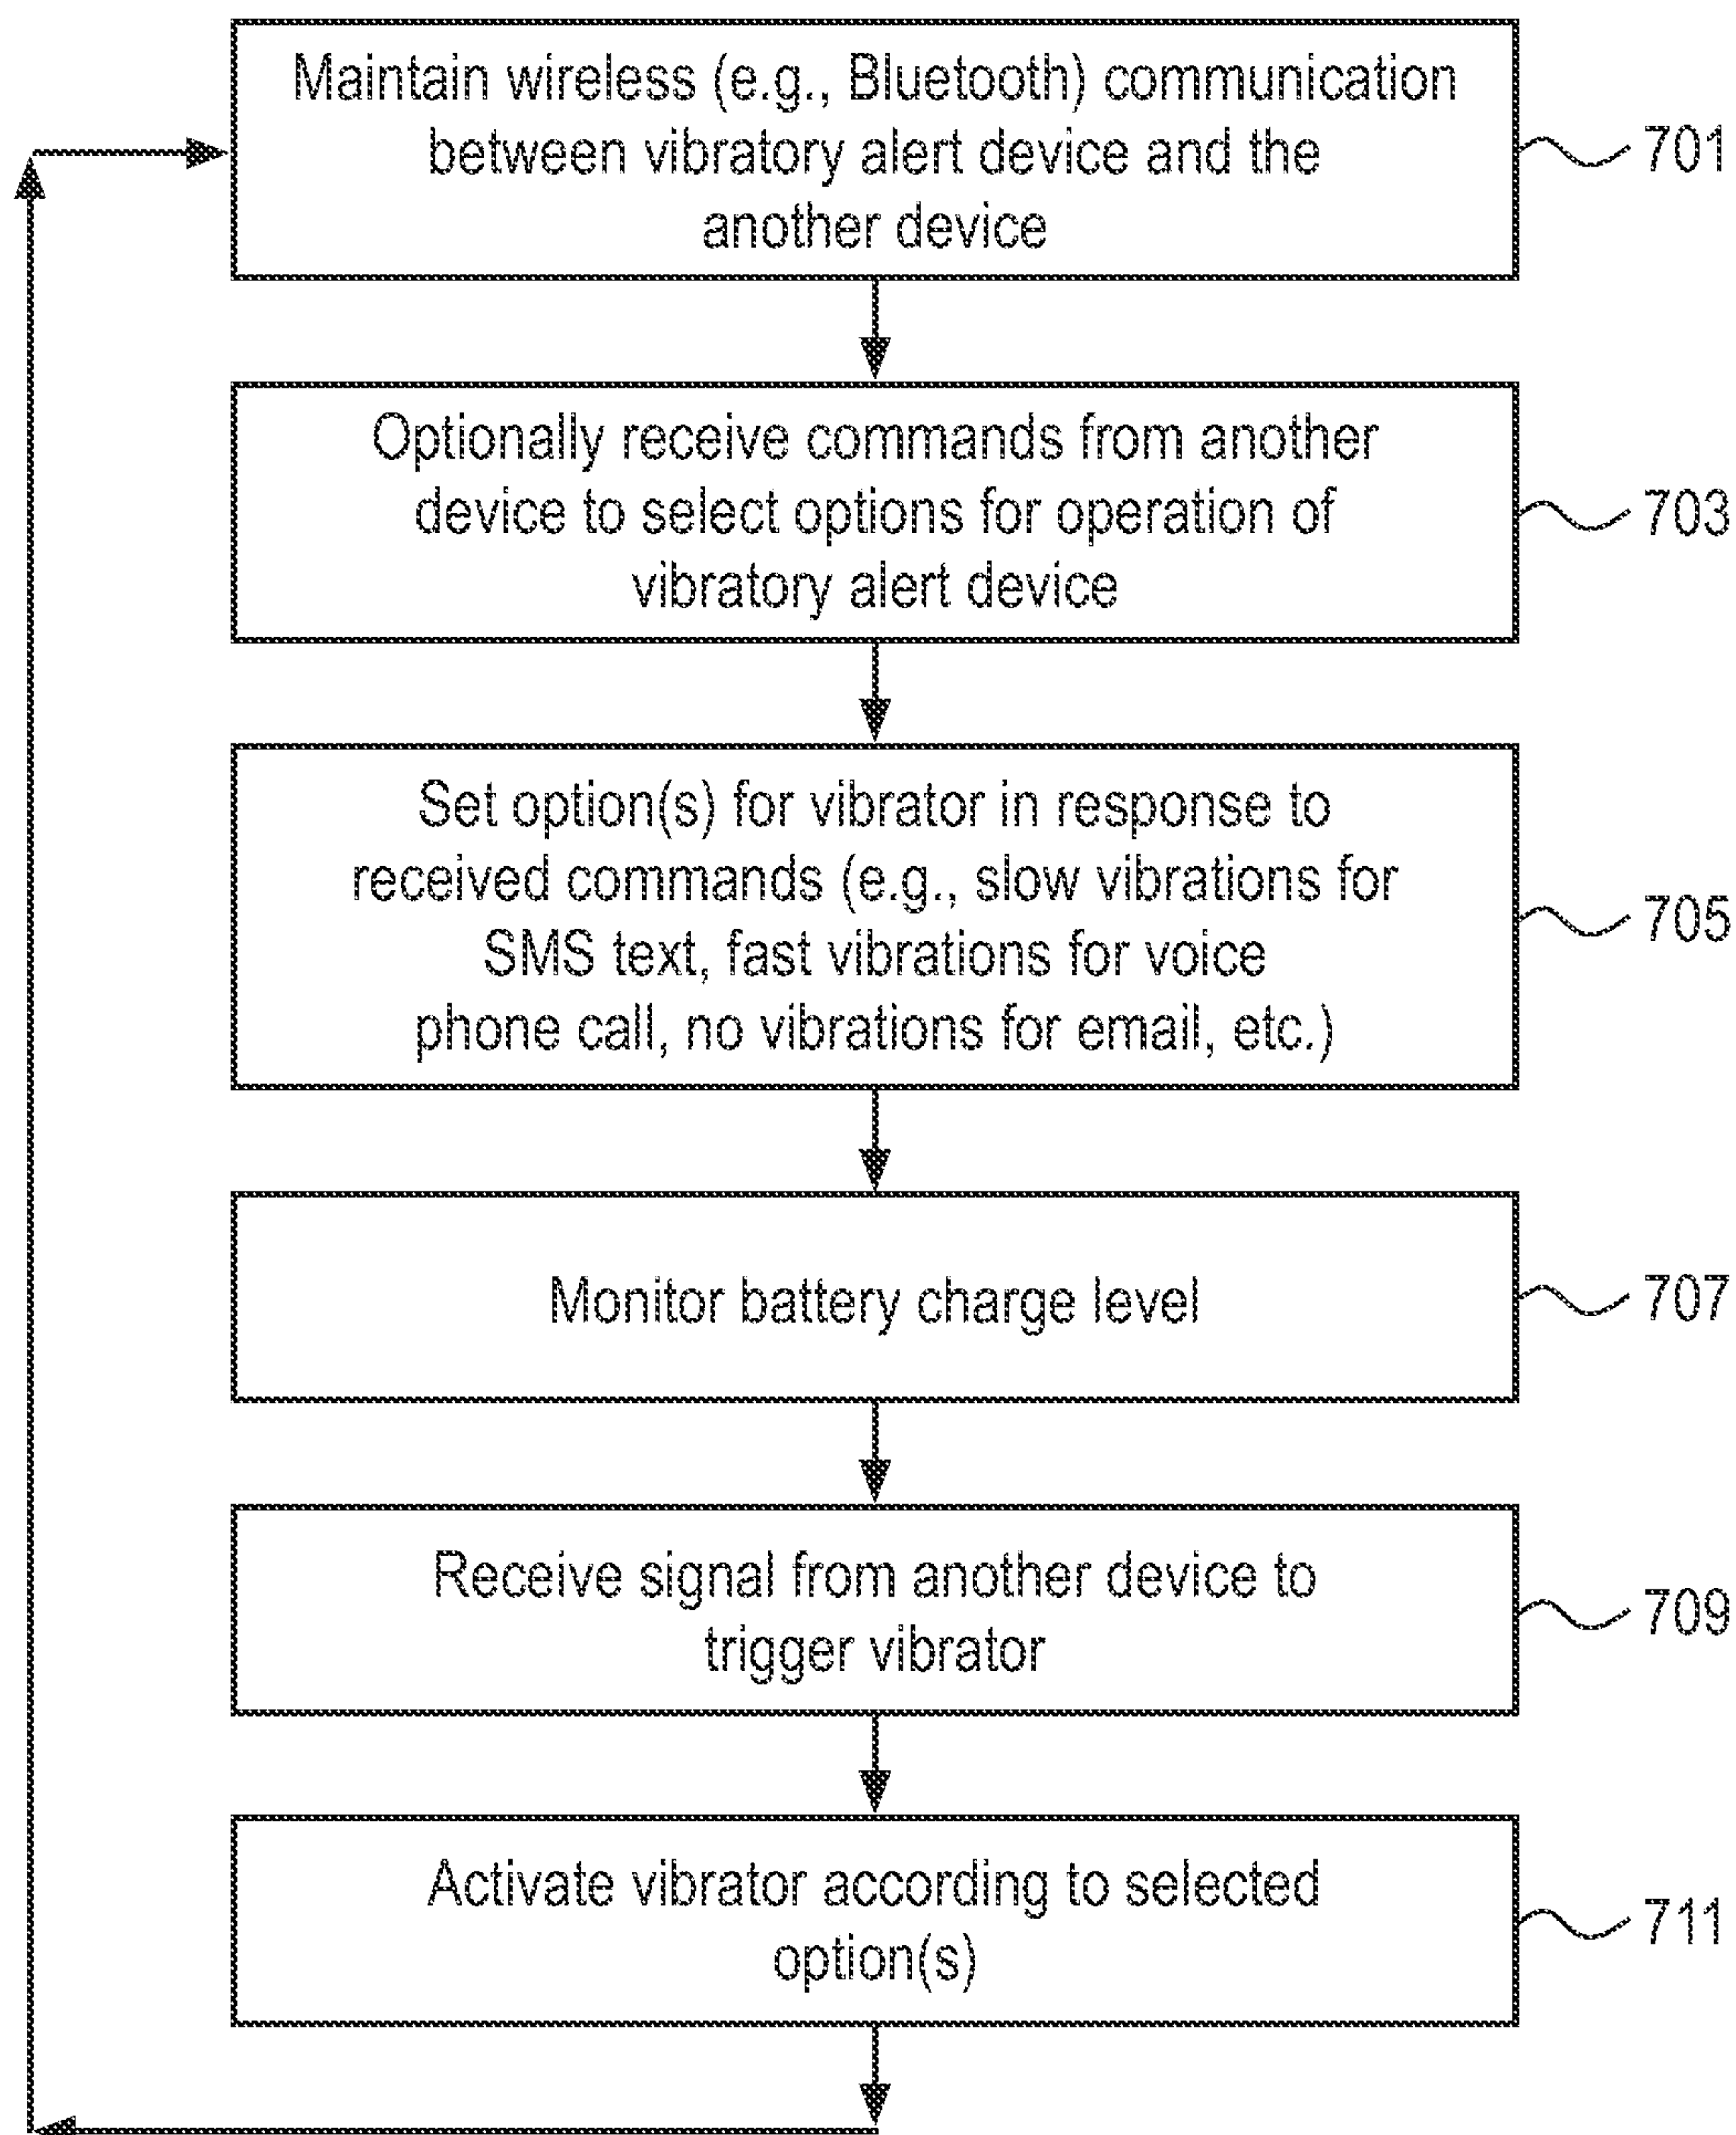 Maintain wireless (e.g., Bluetooth) communication
between vibratory alert device and the
another device
701
Optionally receive commands from another
device to select options for operation of
vibratory alert device
703
Set option(s) for vibrator in response to
received commands (e.g., slow vibrations for
SMS text, fast vibrations for voice
phone call, no vibrations for email, etc.)
705
Monitor battery charge level
707
Receive signal from another device to
trigger vibrator
709
Activate vibrator according to selected
option(s)
711